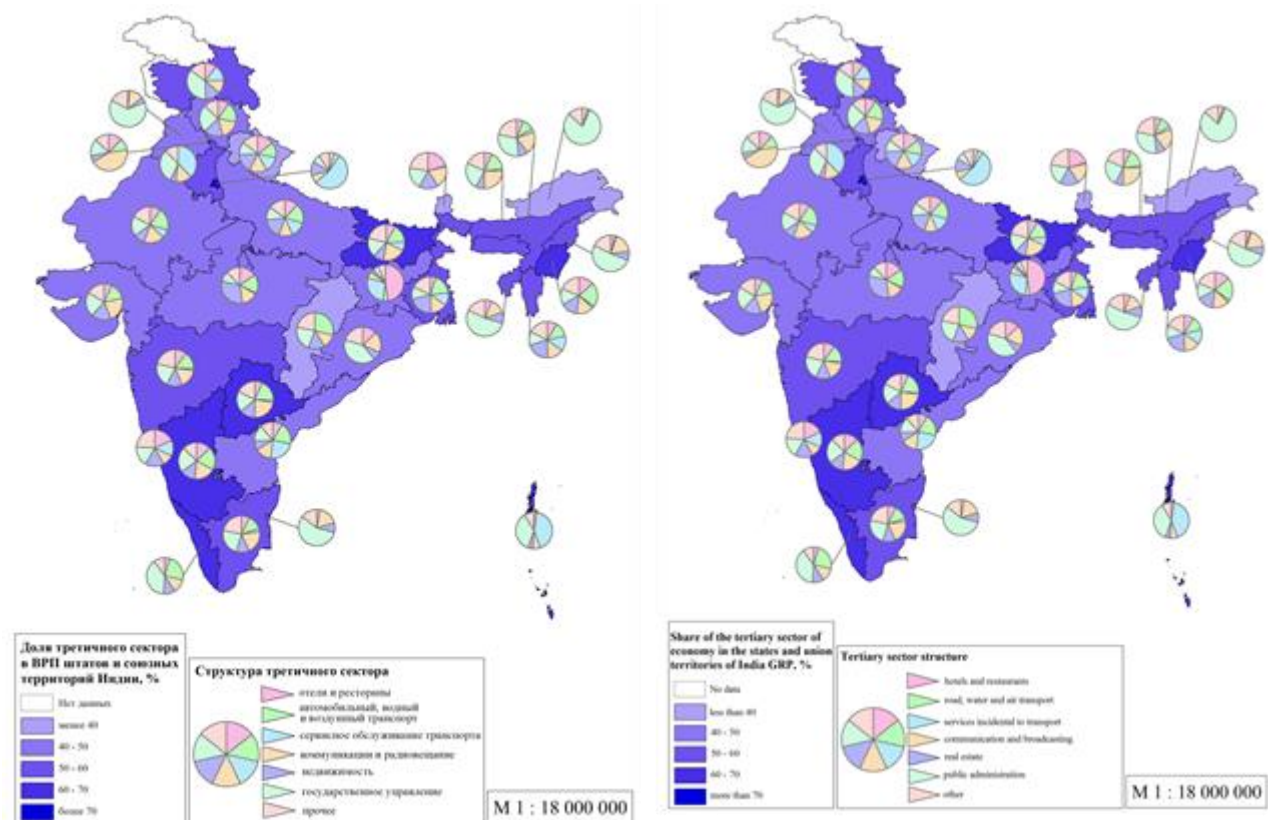 Доля третичного сектора
в ВРП штатов и союзных
территорий Индии, %
Нет данных
менее 40
40 - 50
50 - 60
60 - 70
более 70
Структура третичного сектора
отели и рестораны
автомобильный, водный
и воздушный транспорт
сервисное обслуживание транспорта
коммуникации и радиовещание
недвижимость
государственное управление
прочее
М 1 : 18 000 000
Share of the tertiary sector of
economy in the states and union
territories of India GRP, %
No data
less than 40
40 - 50
50 - 60
60 - 70
more than 70
Tertiary sector structure
hotels and restaurants
road, water and air transport
services incidental to transport
communication and broadcasting
real estate
public administration
other
М 1 : 18 000 000